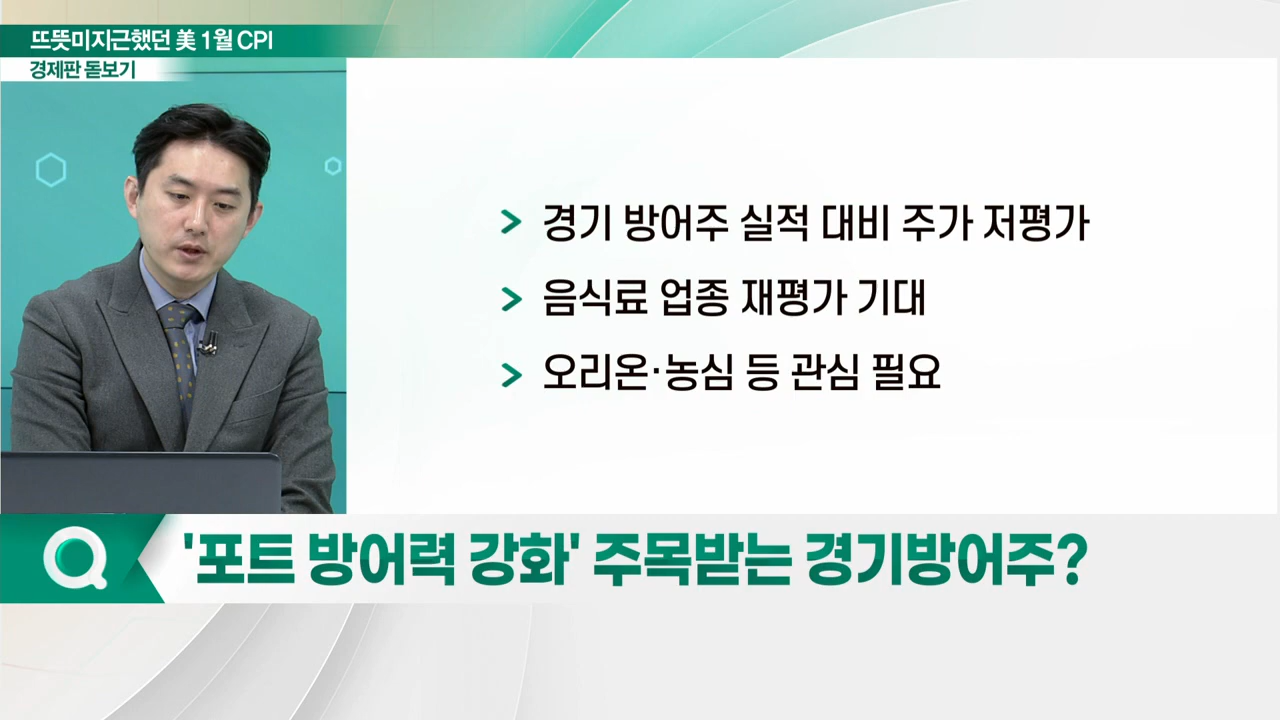 뜨뜻미지근했던 美 1월 CPI
경제판 돋보기
> 경기 방어주 실적 대비 주가 저평가
> 음식료 업종 재평가 기대
> 오리온·농심 등 관심 필요
Q '포트 방어력 강화' 주목받는 경기방어주?